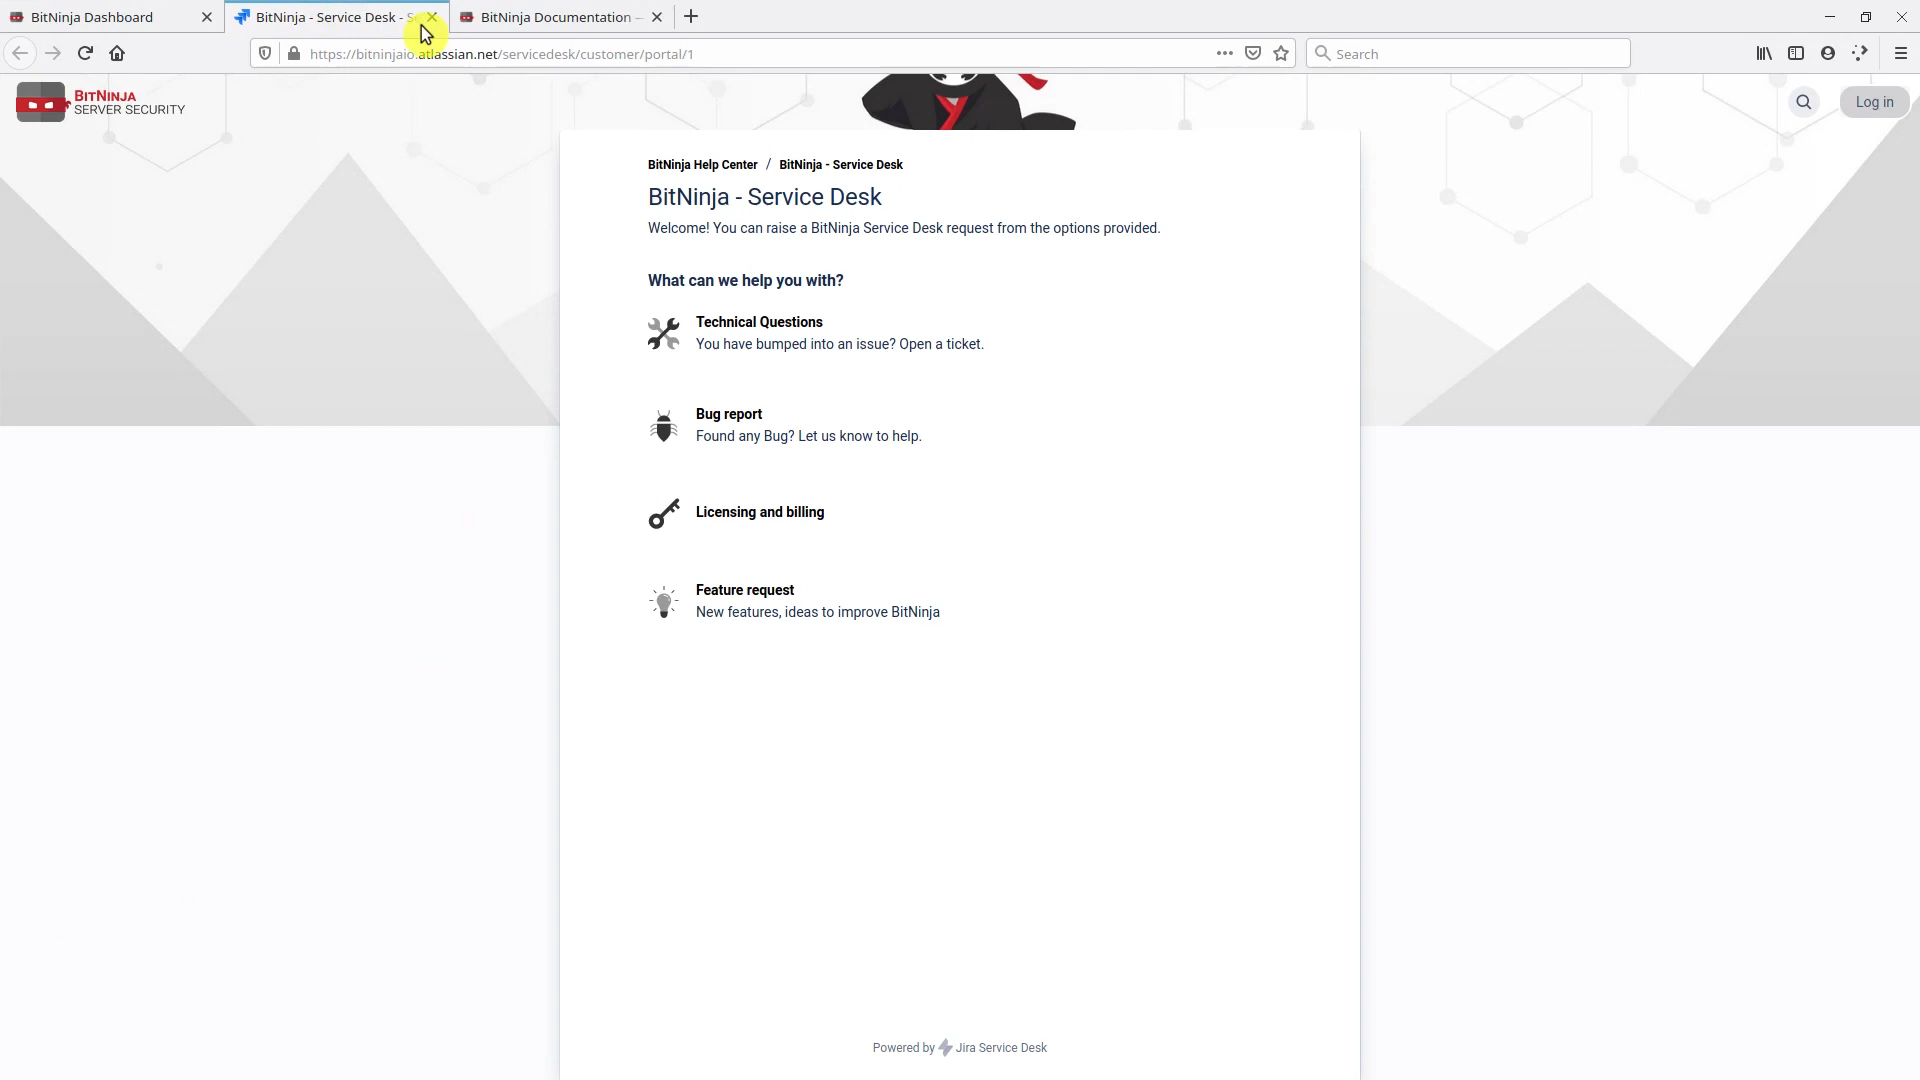 BitNinja Dashboard
BitNinja - Service Desk - 
BitNinja Documentation —
https://bitninjaio.atlassian.net/servicedesk/customer/portal/1
Search
BITNINJA
SERVER SECURITY
Log in
BitNinja Help Center / BitNinja - Service Desk
BitNinja - Service Desk
Welcome! You can raise a BitNinja Service Desk request from the options provided.
What can we help you with?
Technical Questions
You have bumped into an issue? Open a ticket.
Bug report
Found any Bug? Let us know to help.
Licensing and billing
Feature request
New features, ideas to improve BitNinja
Powered by Jira Service Desk